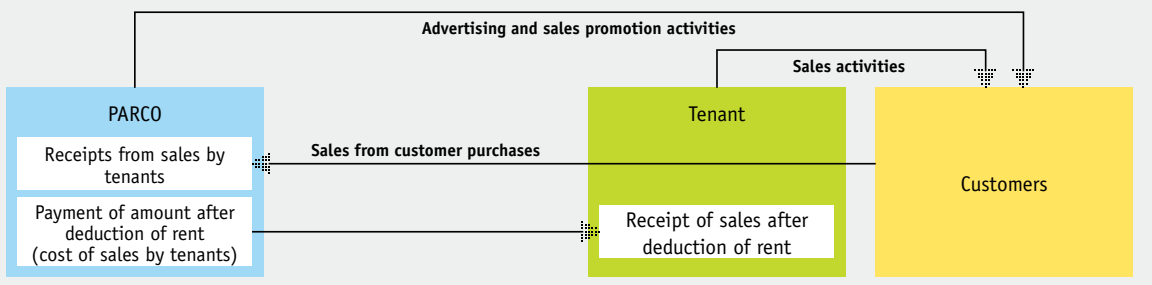 Advertising and sales promotion activities
Sales activities
PARCO
Receipts from sales by
tenants
Payment of amount after
deduction of rent
(cost of sales by tenants)
Sales from customer purchases
Tenant
Receipt of sales after
deduction of rent
Customers